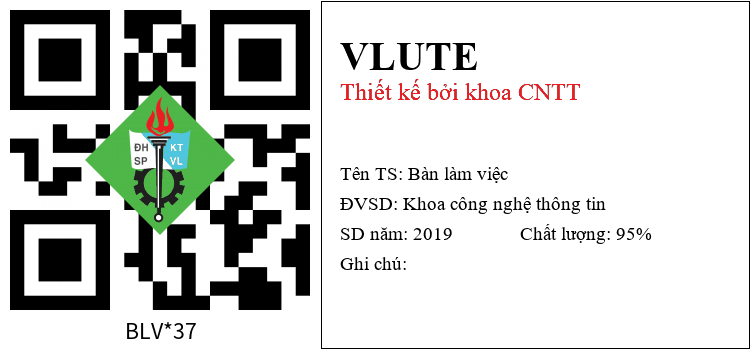 ĐH KT
SP VL
BLV*37
VLUTE
Thiết kế bởi khoa CNTT
Tên TS: Bàn làm việc
ĐVSD: Khoa công nghệ thông tin
SD năm: 2019 Chất lượng: 95%
Ghi chú: